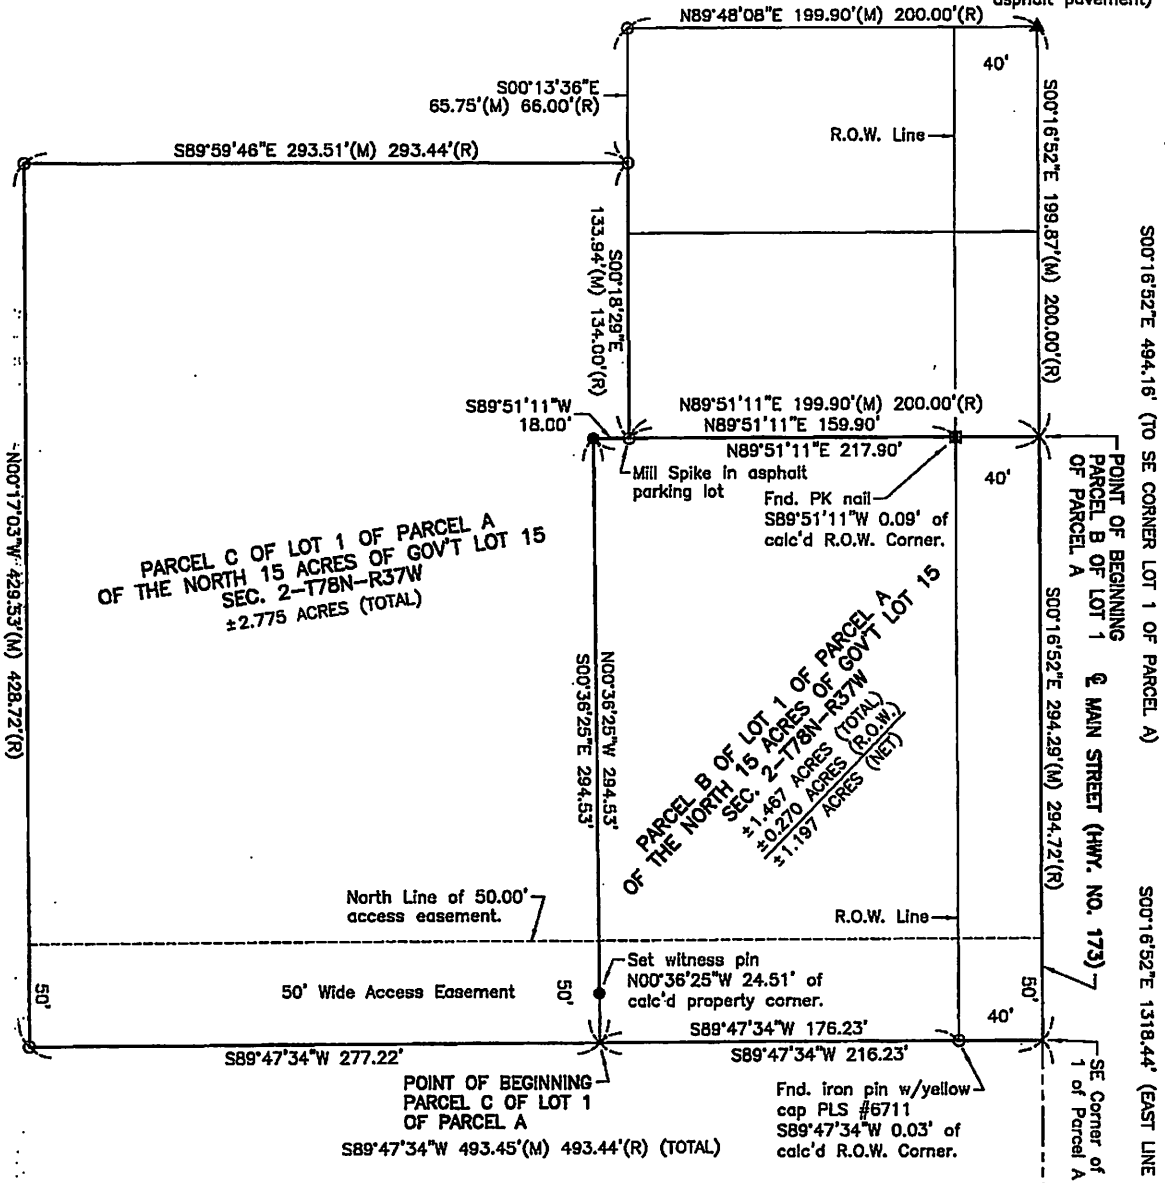 asphalt pavement)
N89°48'08"E 199.90'(M) 200.00'(R)
40'
S00°13'36"E
65.75'(M) 66.00'(R)
R.O.W. Line
S00°16'52"E 199.87'(M) 200.00'(R)
S89°59'46"E 293.51'(M) 293.44'(R)
S00°18'29"E
133.94'(M) 134.00'(R)
S00°16'52"E 494.16' (TO SE CORNER LOT 1 OF PARCEL A)
S89°51'11"W
18.00'
N89°51'11"E 199.90'(M) 200.00'(R)
N89°51'11"E 159.90'
N89°51'11"E 217.90'
Mill Spike in asphalt
parking lot
40'
Fnd. PK nail
S89°51'11"W 0.09' of
calc'd R.O.W. Corner.
POINT OF BEGINNING
PARCEL B OF LOT 1
OF PARCEL A
N00°17'03"W 429.53'(M) 428.72'(R)
PARCEL C OF LOT 1 OF PARCEL A
OF THE NORTH 15 ACRES OF GOV'T LOT 15
SEC. 2-T78N-R37W
±2.775 ACRES (TOTAL)
N00°36'25"W 294.53'
S00°36'25"E 294.53'
PARCEL B OF LOT 1 OF PARCEL A
OF THE NORTH 15 ACRES OF GOV'T LOT 15
SEC. 2-T78N-R37W
±1.467 ACRES (TOTAL)
±0.270 ACRES (R.O.W.)
±1.197 ACRES (NET)
S00°16'52"E 294.29'(M) 294.72'(R)
℄ MAIN STREET (HWY. NO. 173)
S00°16'52"E 1318.44' (EAST LINE
North Line of 50.00'
access easement.
R.O.W. Line
Set witness pin
N00°36'25"W 24.51' of
calc'd property corner.
50'
50' Wide Access Easement
50'
50'
40'
S89°47'34"W 176.23'
S89°47'34"W 277.22'
S89°47'34"W 216.23'
POINT OF BEGINNING
PARCEL C OF LOT 1
OF PARCEL A
Fnd. iron pin w/yellow
cap PLS #6711
S89°47'34"W 0.03' of
calc'd R.O.W. Corner.
SE Corner of
1 of Parcel A
S89°47'34"W 493.45'(M) 493.44'(R) (TOTAL)